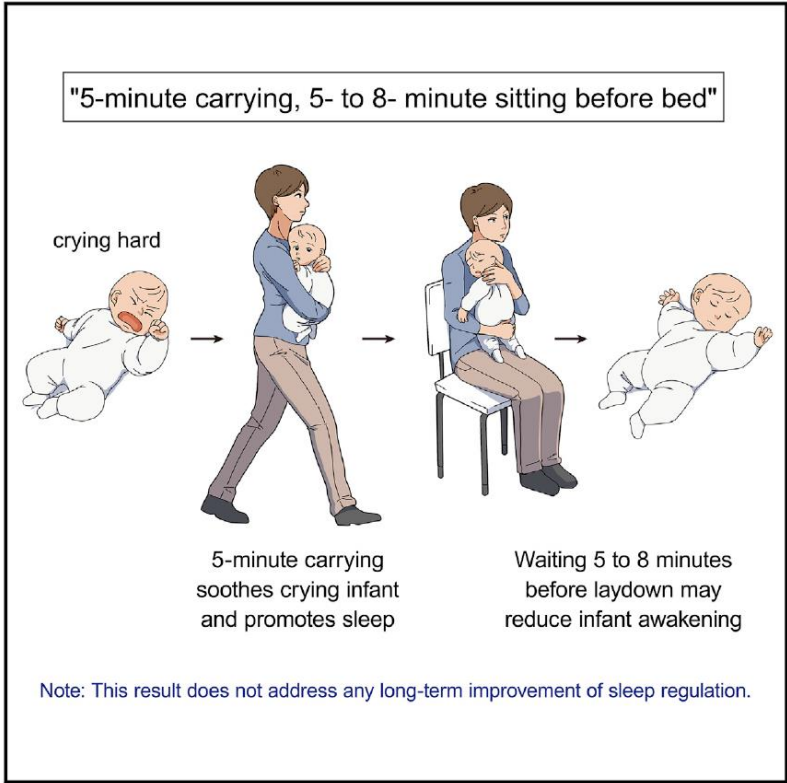 "5-minute carrying, 5- to 8- minute sitting before bed"
crying hard
5-minute carrying
soothes crying infant
and promotes sleep
Waiting 5 to 8 minutes
before laydown may
reduce infant awakening
Note: This result does not address any long-term improvement of sleep regulation.